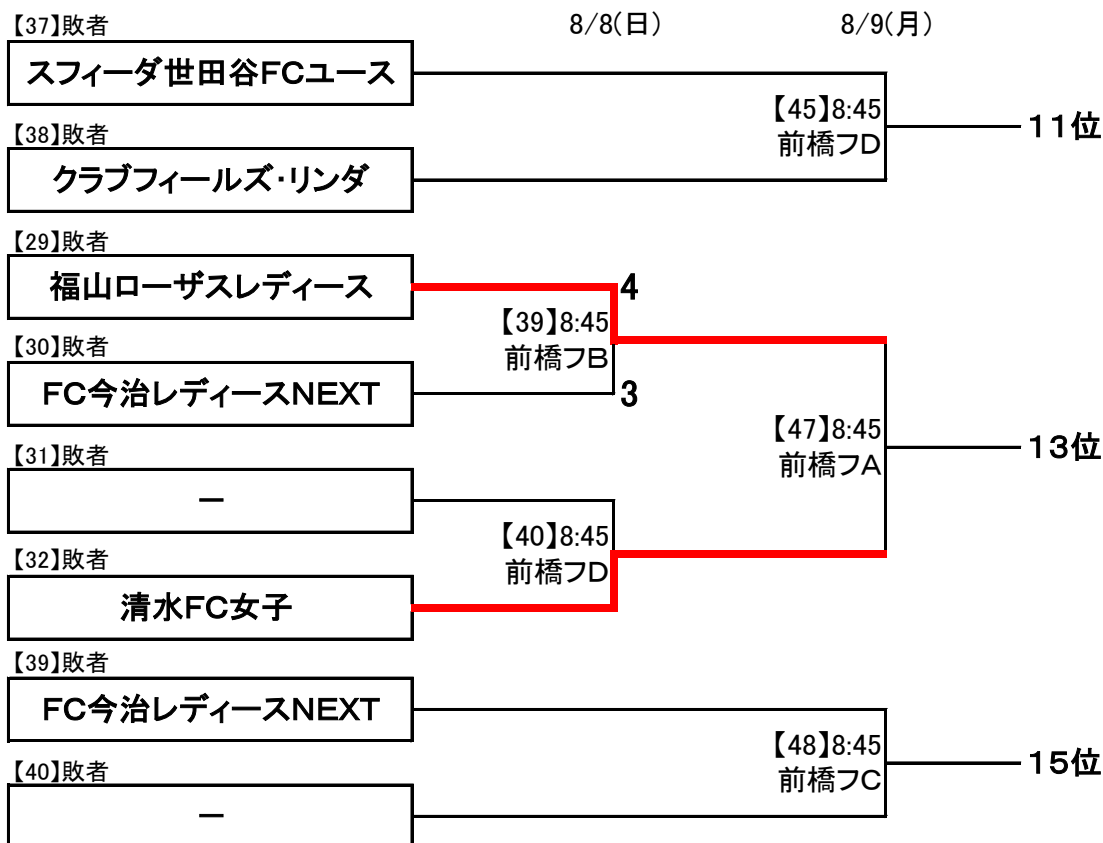 【37】敗者
8/8(日)
8/9(月)
スフィーダ世田谷FCユース
【45】8:45
前橋フD
11位
【38】敗者
クラブフィールズ・リンダ
【29】敗者
福山ローザスレディース
4
【39】8:45
前橋フB
【30】敗者
FC今治レディースNEXT
3
【47】8:45
前橋フA
13位
【31】敗者
ー
【40】8:45
前橋フD
【32】敗者
清水FC女子
【39】敗者
FC今治レディースNEXT
【48】8:45
前橋フC
15位
【40】敗者
ー